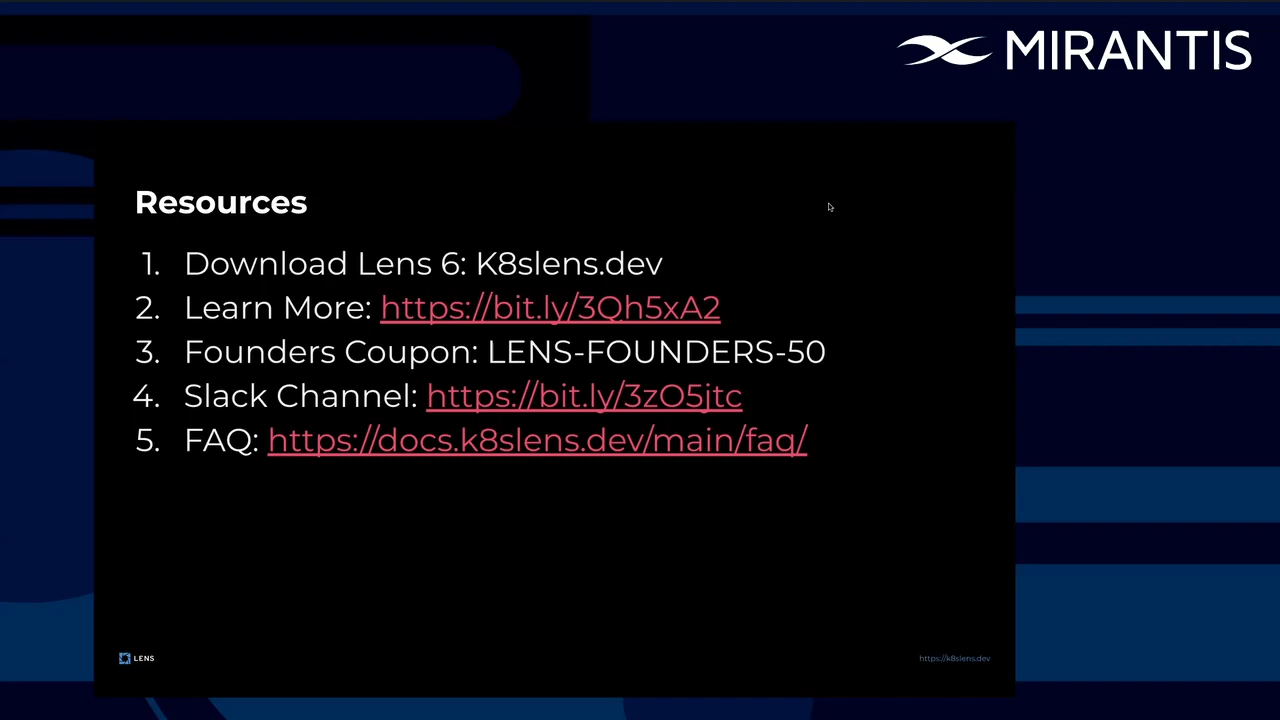 MIRANTIS
Resources
1. Download Lens 6: K8slens.dev
2. Learn More: https://bit.ly/3Qh5xA2
3. Founders Coupon: LENS-FOUNDERS-50
4. Slack Channel: https://bit.ly/3zO5jtc
5. FAQ: https://docs.k8slens.dev/main/faq/
LENS
https://k8slens.dev